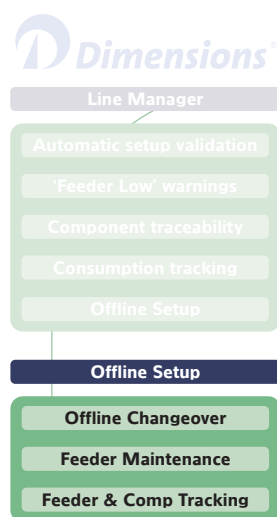 Dimensions®
Line Manager
Automatic setup validation
'Feeder Low' warnings
Component traceability
Consumption tracking
Offline Setup
Offline Setup
Offline Changeover
Feeder Maintenance
Feeder & Comp Tracking